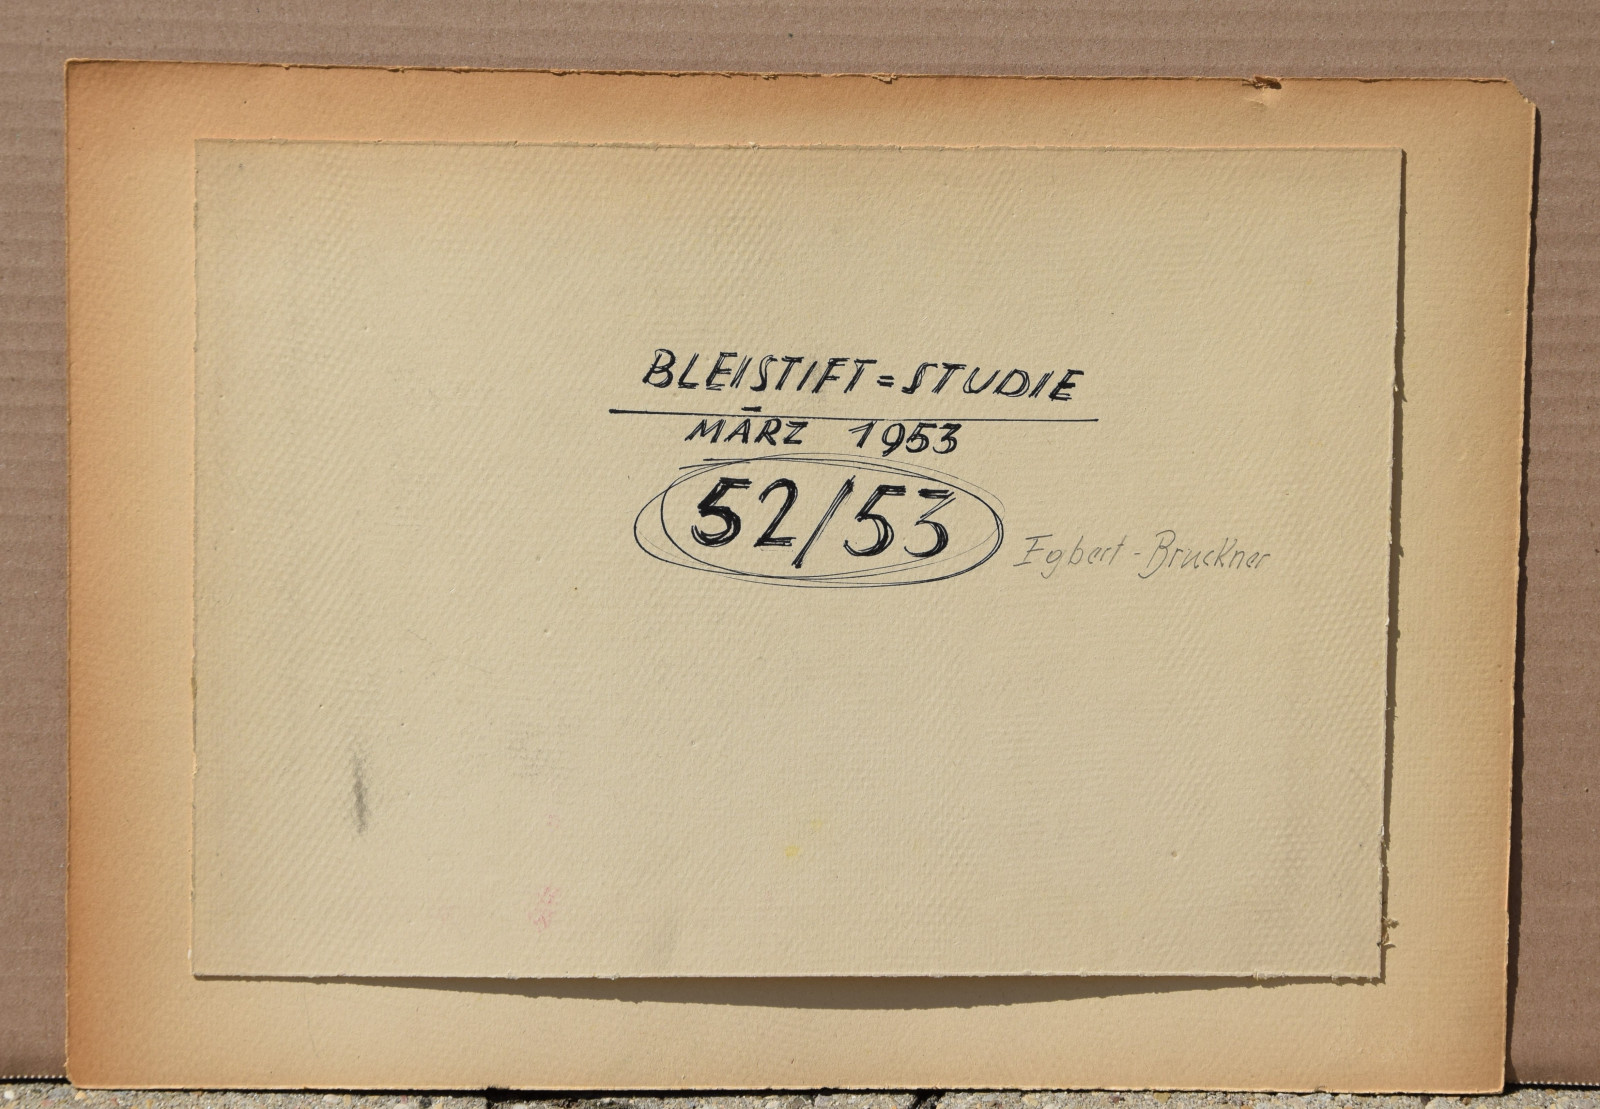 BLEISTIFT=STUDIE
MÄRZ 1953
52/53
Egbert-Bruckner